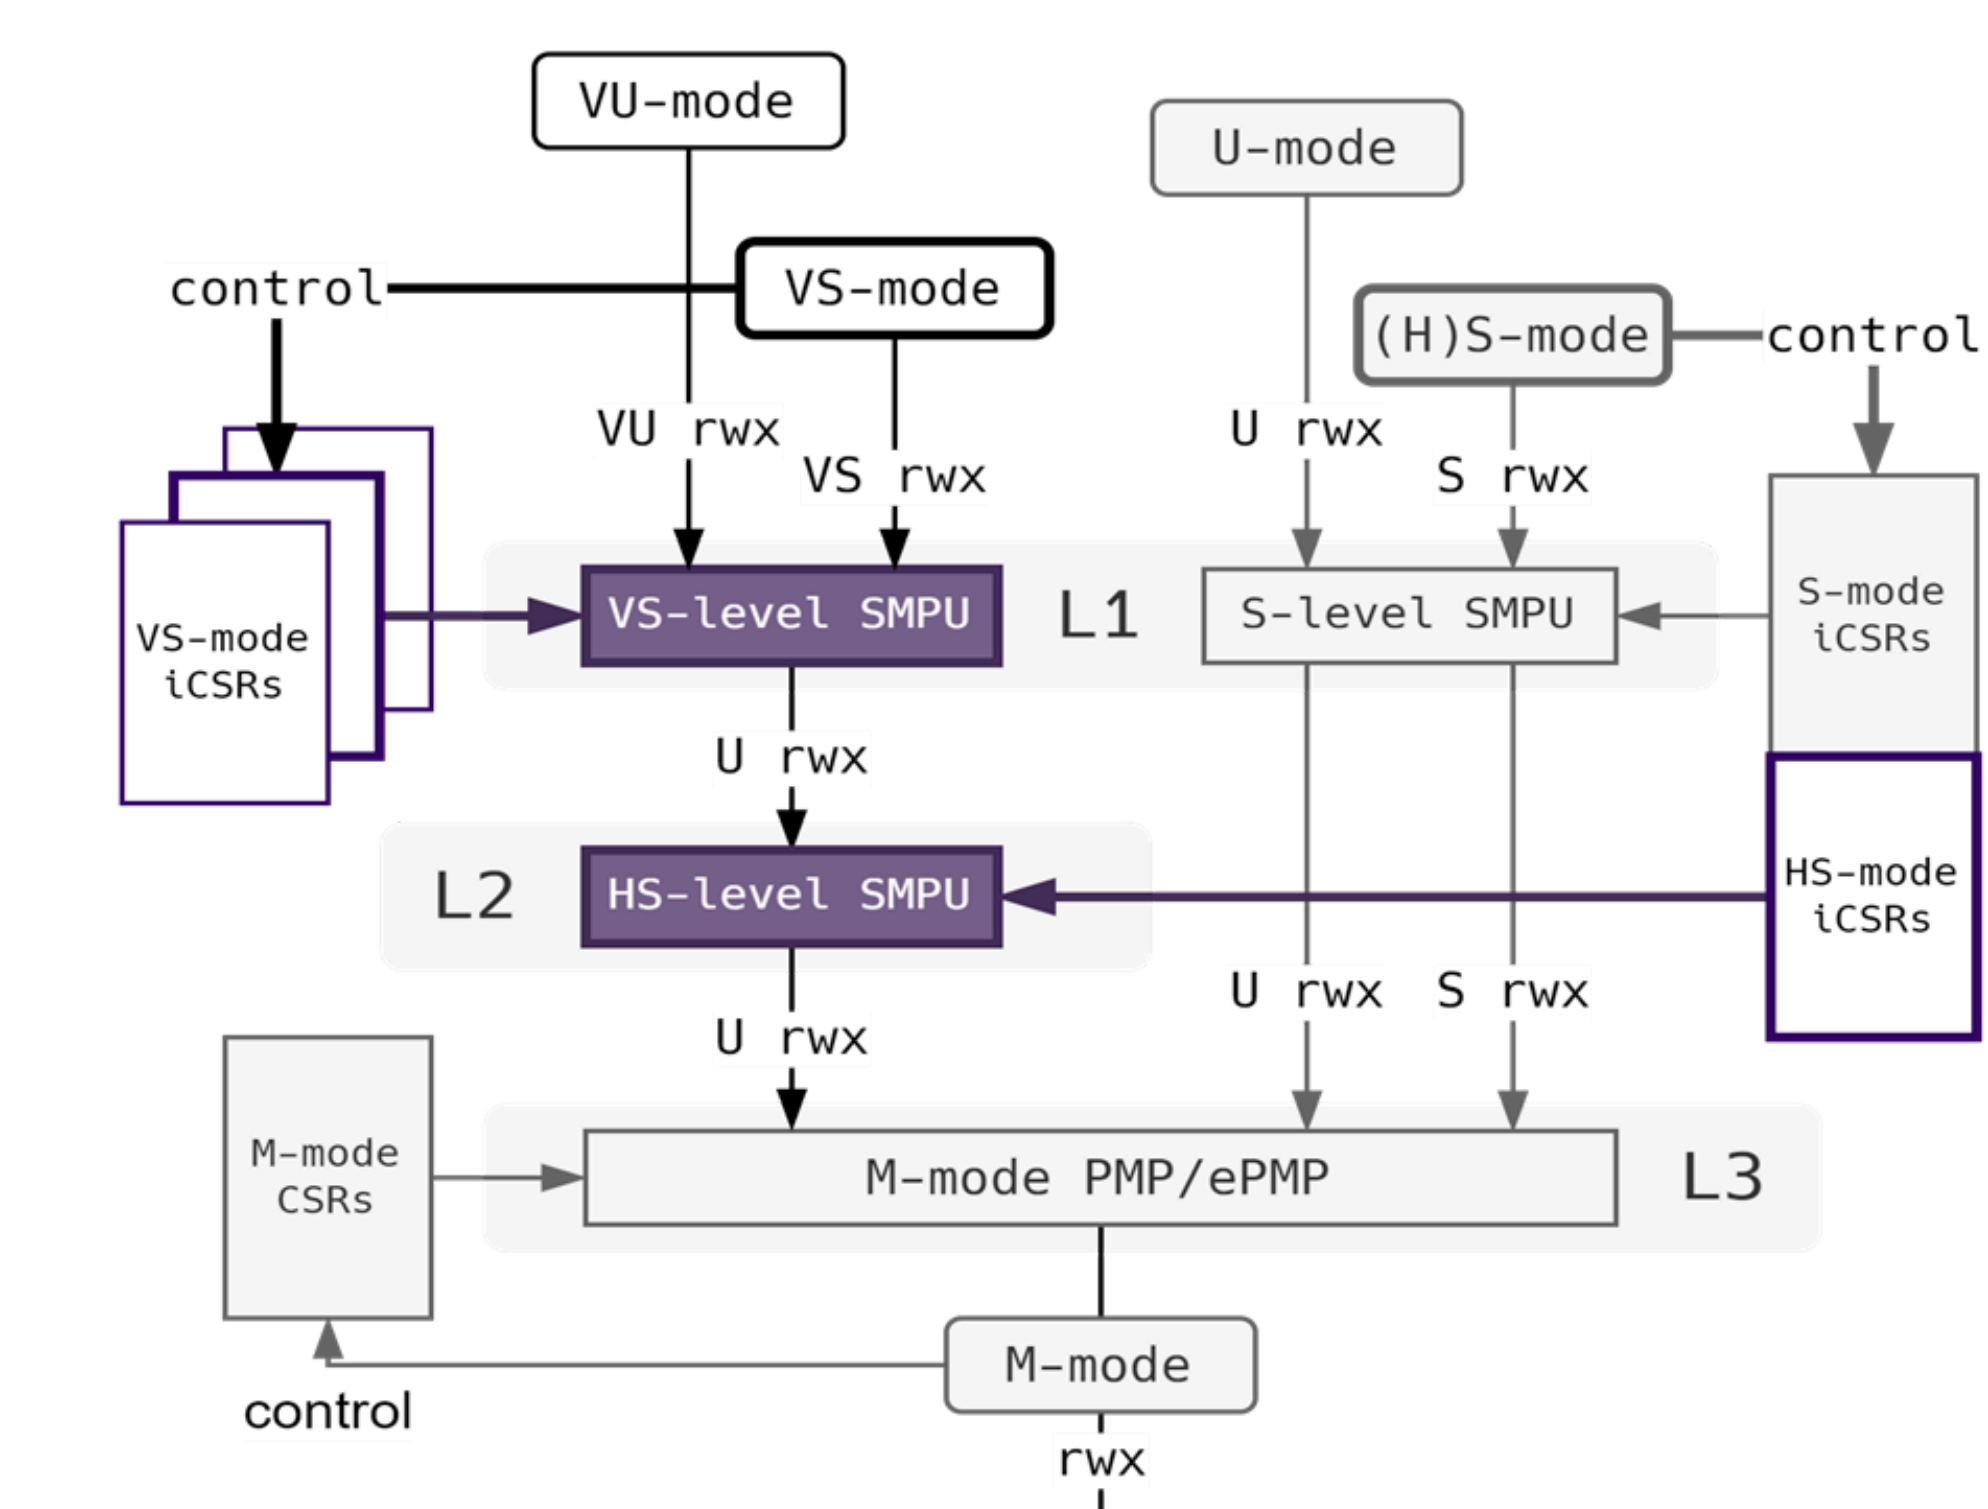 VU-mode
U-mode
VS-mode
control
(H)S-mode
control
VU rwx
U rwx
VS rwx
S rwx
VS-level SMPU
L1
S-level SMPU
S-mode
iCSRs
VS-mode
iCSRs
U rwx
L2
HS-level SMPU
HS-mode
iCSRs
U rwx
S rwx
U rwx
M-mode
CSRs
M-mode PMP/ePMP
L3
M-mode
control
rwx